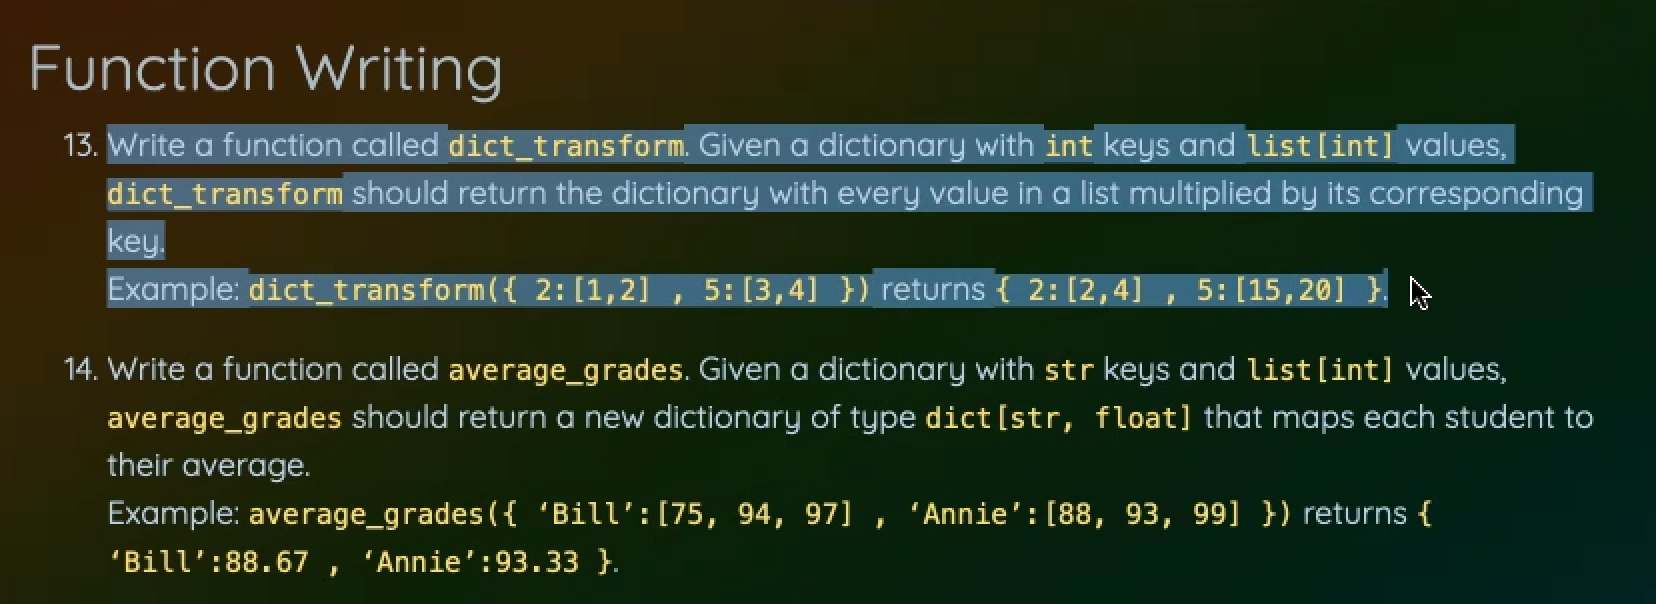 Function Writing
13. Write a function called dict_transform. Given a dictionary with int keys and list[int] values,
dict_transform should return the dictionary with every value in a list multiplied by its corresponding
key.
Example: dict_transform({ 2:[1,2] , 5:[3,4] }) returns { 2:[2,4] , 5:[15,20] }.
14. Write a function called average_grades. Given a dictionary with str keys and list[int] values,
average_grades should return a new dictionary of type dict[str, float] that maps each student to
their average.
Example: average_grades({ ‘Bill’:[75, 94, 97] , ‘Annie’:[88, 93, 99] }) returns {
‘Bill’:88.67 , ‘Annie’:93.33 }.